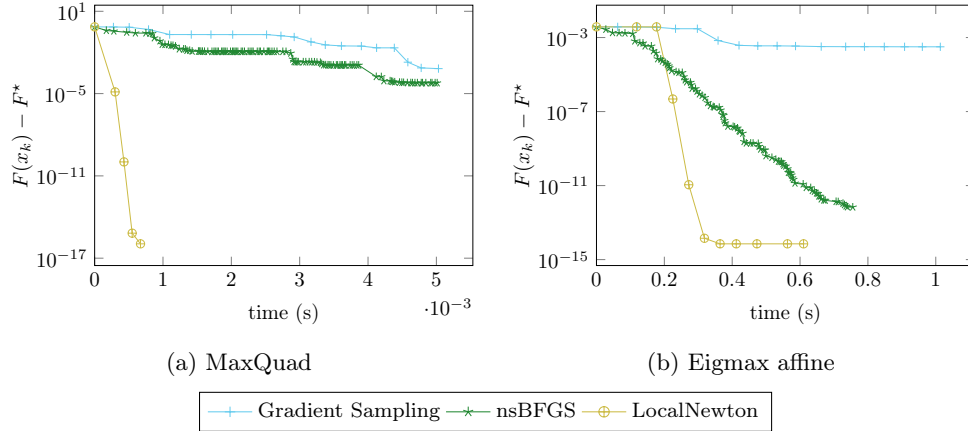 10^1
10^−5
10^−11
10^−17
F(x_k) − F^⋆
0 1 2 3 4 5
·10^−3
time (s)
(a) MaxQuad
10^−3
10^−7
10^−11
10^−15
F(x_k) − F^⋆
0 0.2 0.4 0.6 0.8 1
time (s)
(b) Eigmax affine
Gradient Sampling nsBFGS LocalNewton